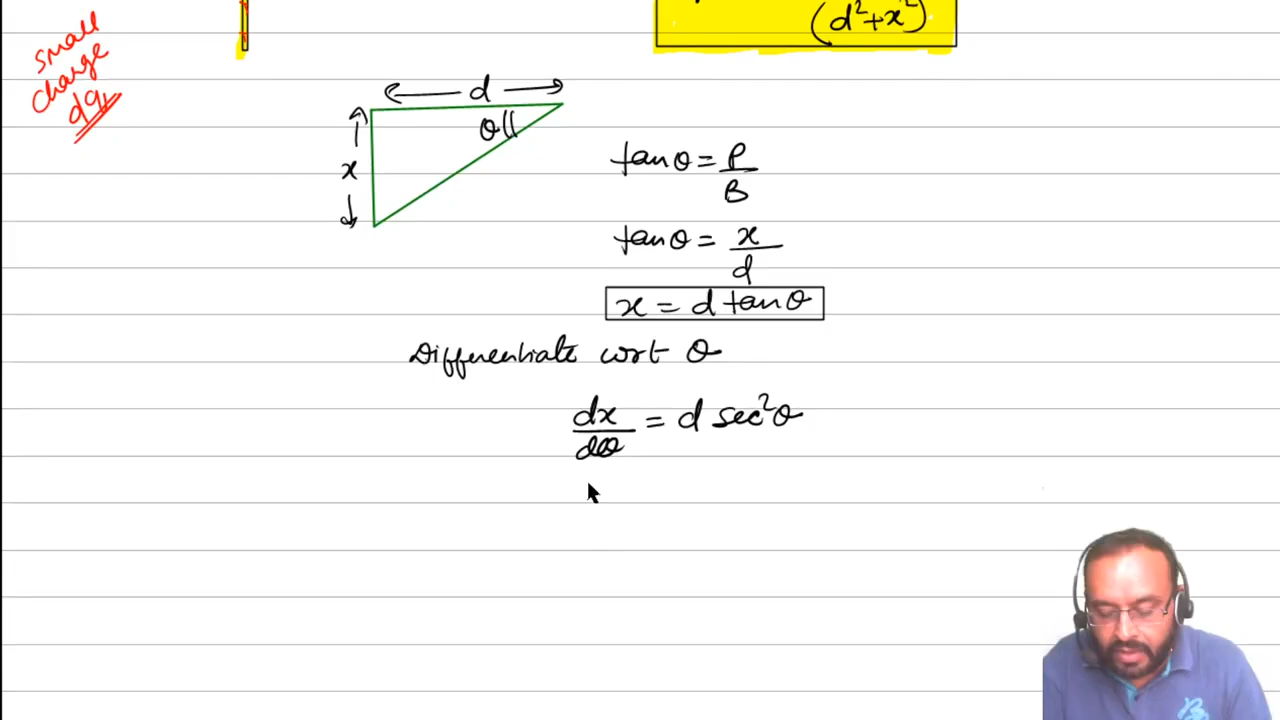 (d²+x²)
small
charge
dq
d
θ
x
tanθ = P/B
tanθ = x/d
x = d tanθ
Differentiate wrt θ
dx/dθ = d sec²θ